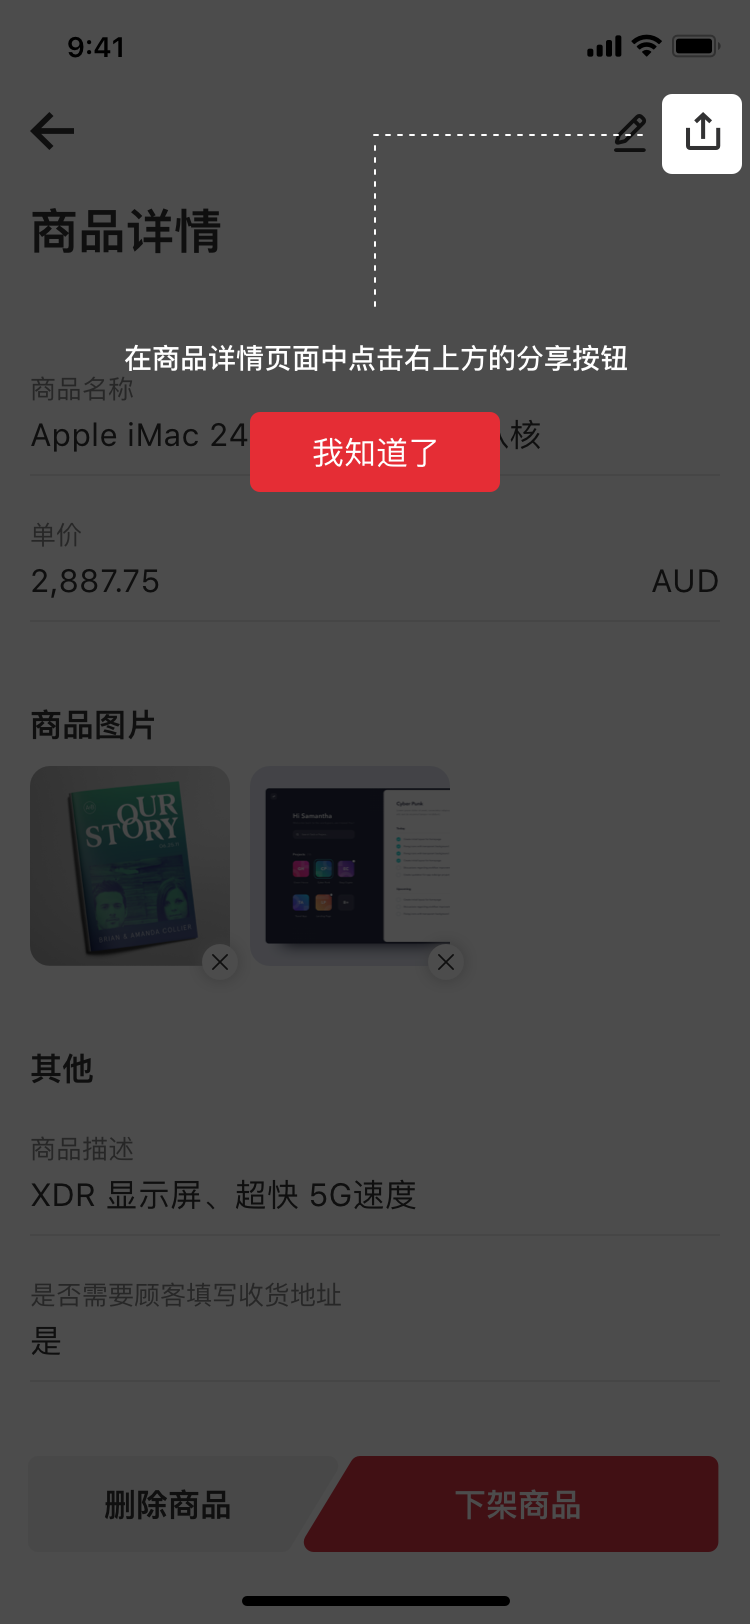 9:41
商品详情
在商品详情页面中点击右上方的分享按钮
商品名称
Apple iMac 24
核
我知道了
单价
2,887.75
AUD
商品图片
OUR
STORY
BRIAN & AMANDA COLLIER
Hi Samantha
Cyber Punk
其他
商品描述
XDR 显示屏、超快 5G速度
是否需要顾客填写收货地址
是
删除商品
下架商品